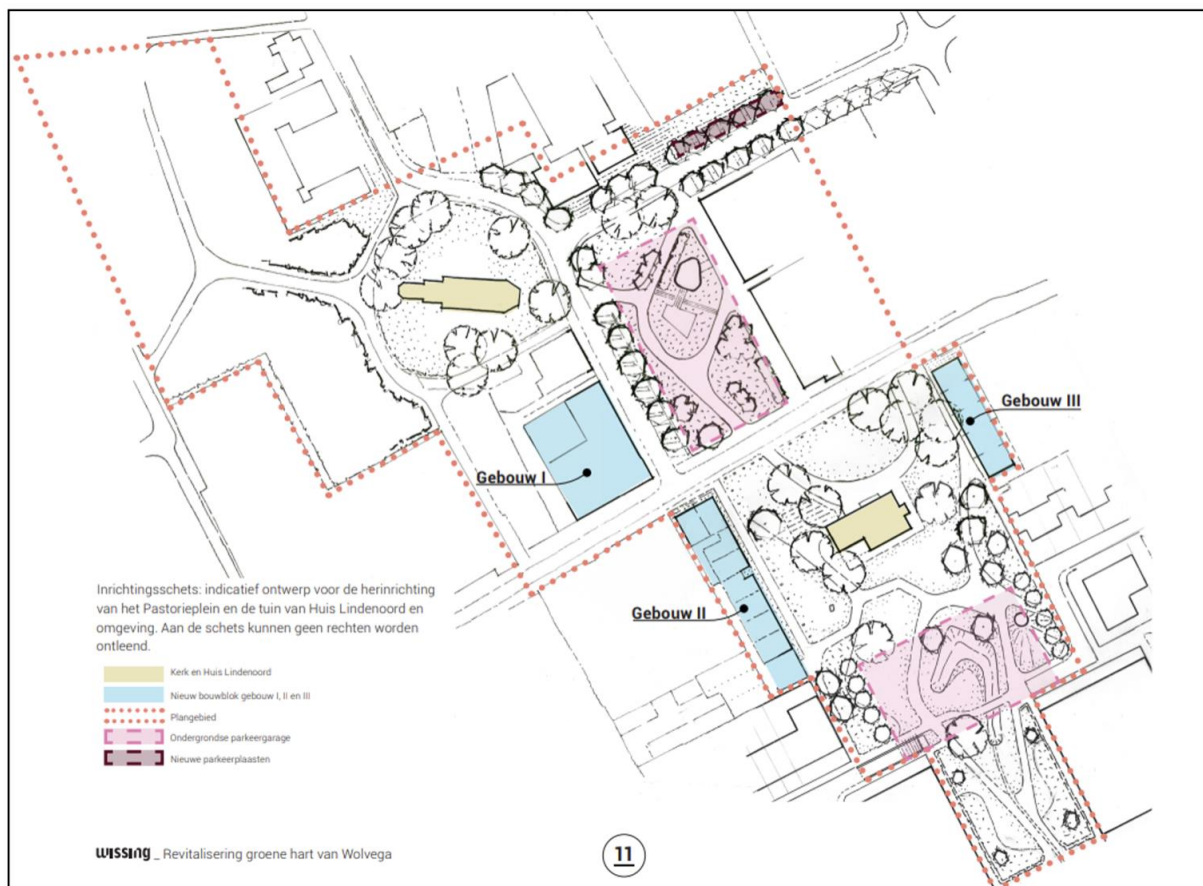 Gebouw III
Gebouw I
Gebouw II
Inrichtingsschets: indicatief ontwerp voor de herinrichting
van het Pastorieplein en de tuin van Huis Lindenoord en
omgeving. Aan de schets kunnen geen rechten worden
ontleend.
Kerk en Huis Lindenoord
Nieuw bouwblok gebouw I, II en III
Plangebied
Ondergrondse parkeergarage
Nieuwe parkeerplaasten
wissing _ Revitalisering groene hart van Wolvega
11